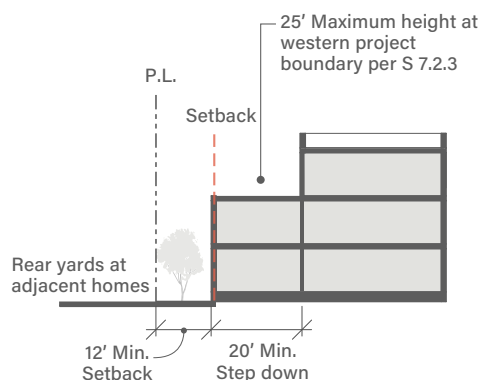 25’ Maximum height at
western project
boundary per S 7.2.3
P.L.
Setback
Rear yards at
adjacent homes
12’ Min.
Setback
20’ Min.
Step down